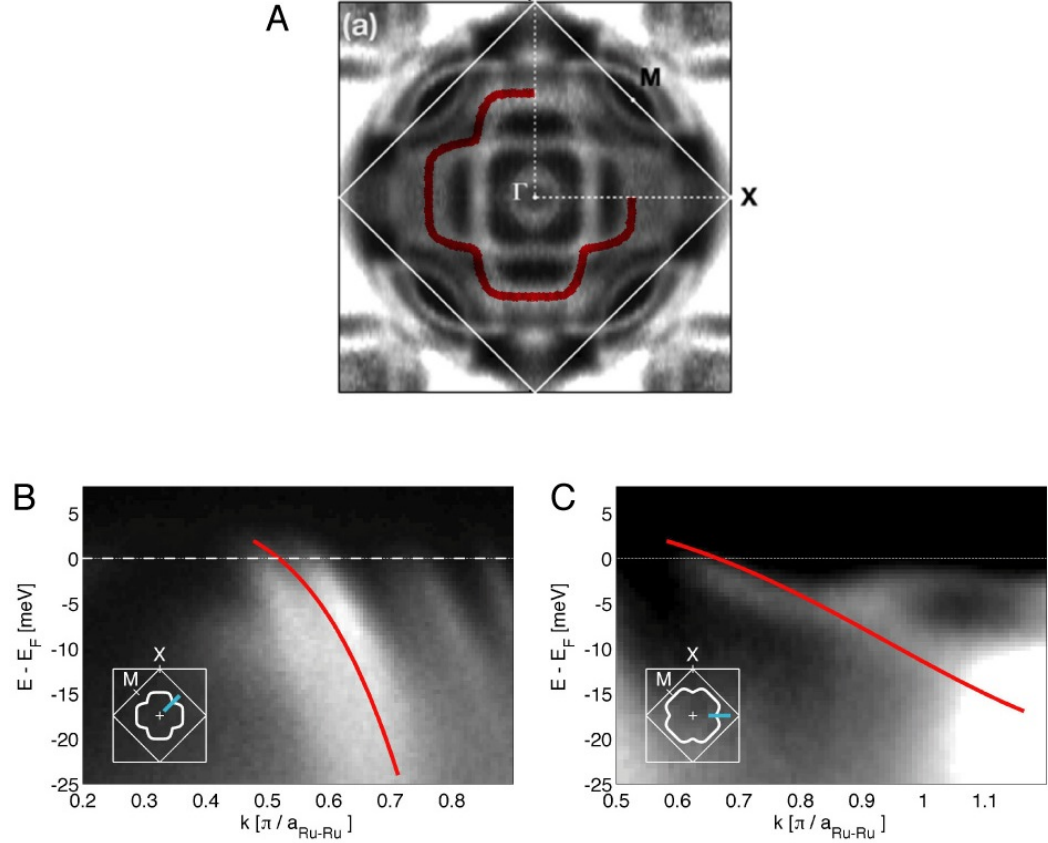 A
(a)
M
Γ
X
B
5
0
-5
-10
-15
-20
-25
E - E_F [meV]
X
M
0.2 0.3 0.4 0.5 0.6 0.7 0.8
k [π / a_Ru-Ru ]
C
5
0
-5
-10
-15
-20
-25
E - E_F [meV]
X
M
0.5 0.6 0.7 0.8 0.9 1 1.1
k [π / a_Ru-Ru ]